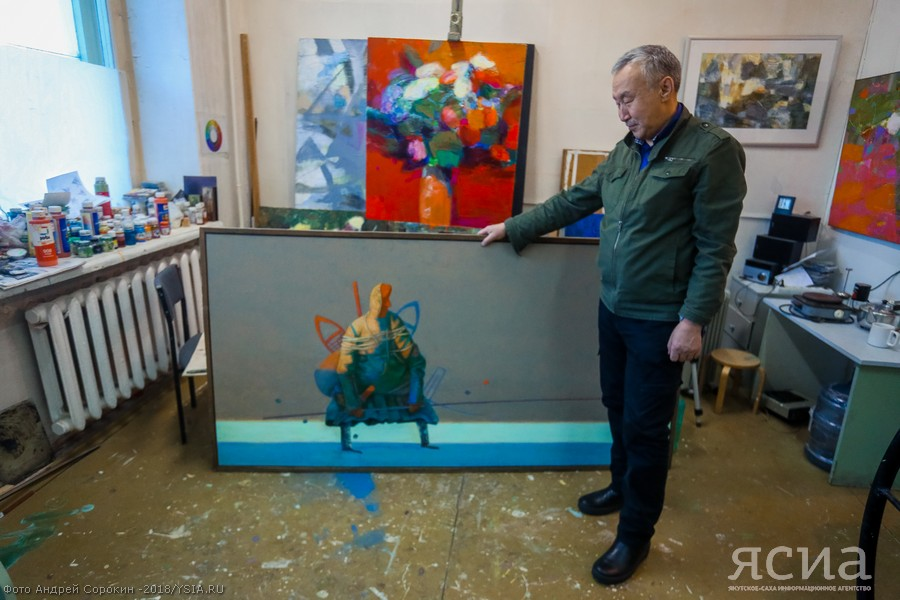 ЯСИА
ЯКУТСКОЕ-САХА ИНФОРМАЦИОННОЕ АГЕНТСТВО
Фото Андрей Сорокин -2018/YSIA.RU